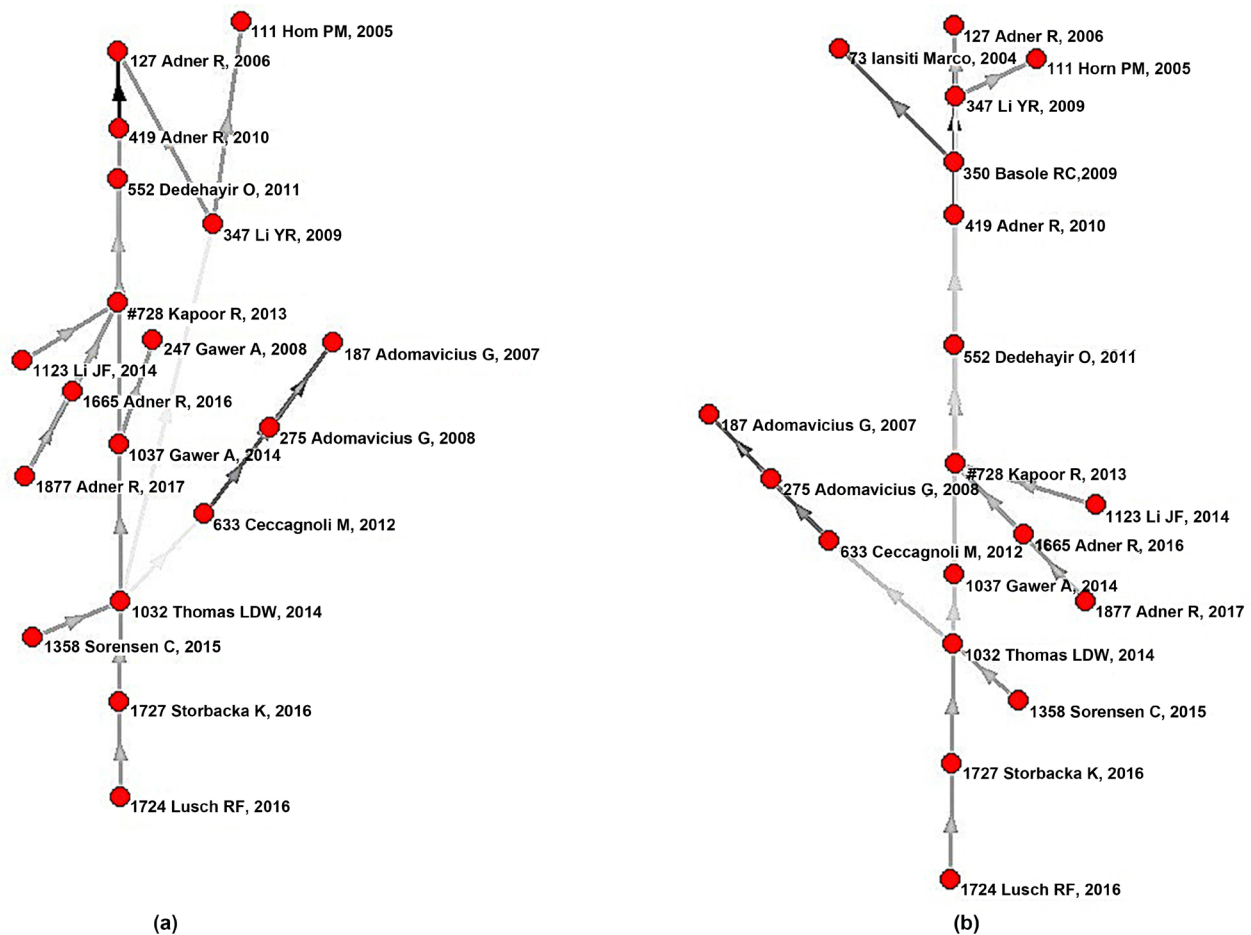 111 Hom PM, 2005
127 Adner R, 2006
419 Adner R, 2010
552 Dedehayir O, 2011
347 Li YR, 2009
#728 Kapoor R, 2013
247 Gawer A, 2008
187 Adomavicius G, 2007
1123 Li JF, 2014
1665 Adner R, 2016
275 Adomavicius G, 2008
1037 Gawer A, 2014
1877 Adner R, 2017
633 Ceccagnoli M, 2012
1032 Thomas LDW, 2014
1358 Sorensen C, 2015
1727 Storbacka K, 2016
1724 Lusch RF, 2016
(a)
127 Adner R, 2006
73 Iansiti Marco, 2004
111 Horn PM, 2005
347 Li YR, 2009
350 Basole RC,2009
419 Adner R, 2010
552 Dedehayir O, 2011
187 Adomavicius G, 2007
#728 Kapoor R, 2013
275 Adomavicius G, 2008
1123 Li JF, 2014
1665 Adner R, 2016
633 Ceccagnoli M, 2012
1037 Gawer A, 2014
1877 Adner R, 2017
1032 Thomas LDW, 2014
1358 Sorensen C, 2015
1727 Storbacka K, 2016
1724 Lusch RF, 2016
(b)